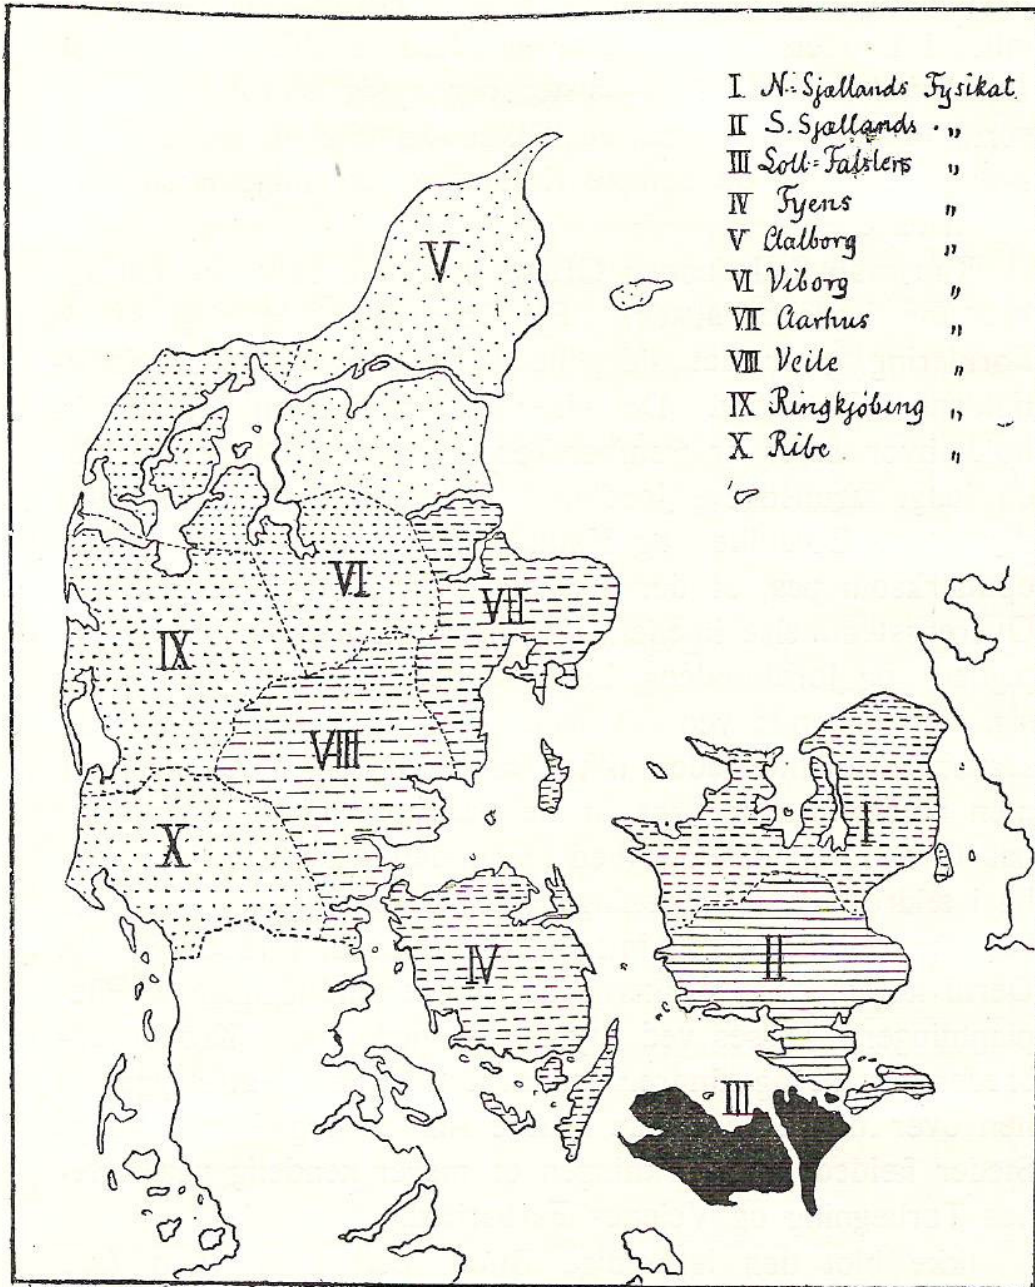 I N. Sjællands Fysikat.
II S. Sjællands „
III Loll-Falsters „
IV Fyens „
V Aalborg „
VI Viborg „
VII Aarhus „
VIII Veile „
IX Ringkjøbing „
X Ribe „
V
VI
VII
IX
VIII
I
X
IV
II
III